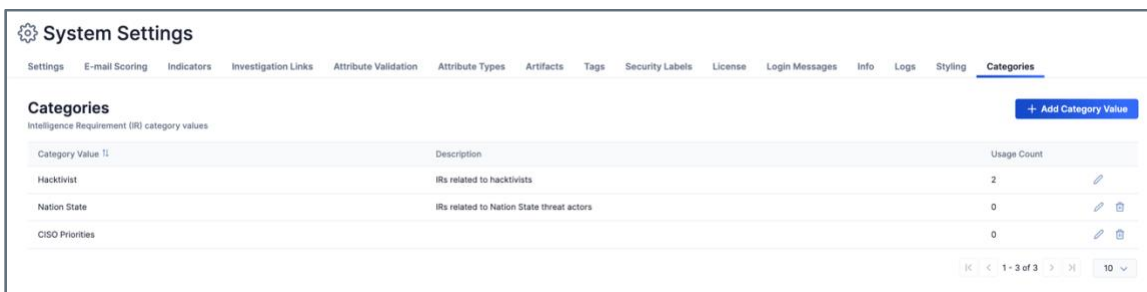 System Settings
Settings E-mail Scoring Indicators Investigation Links Attribute Validation Attribute Types Artifacts Tags Security Labels License Login Messages Info Logs Styling Categories
Categories
+ Add Category Value
Intelligence Requirement (IR) category values
Category Value Description Usage Count
Hacktivist IRs related to hacktivists 2
Nation State IRs related to Nation State threat actors 0
CISO Priorities 0
1 - 3 of 3 10